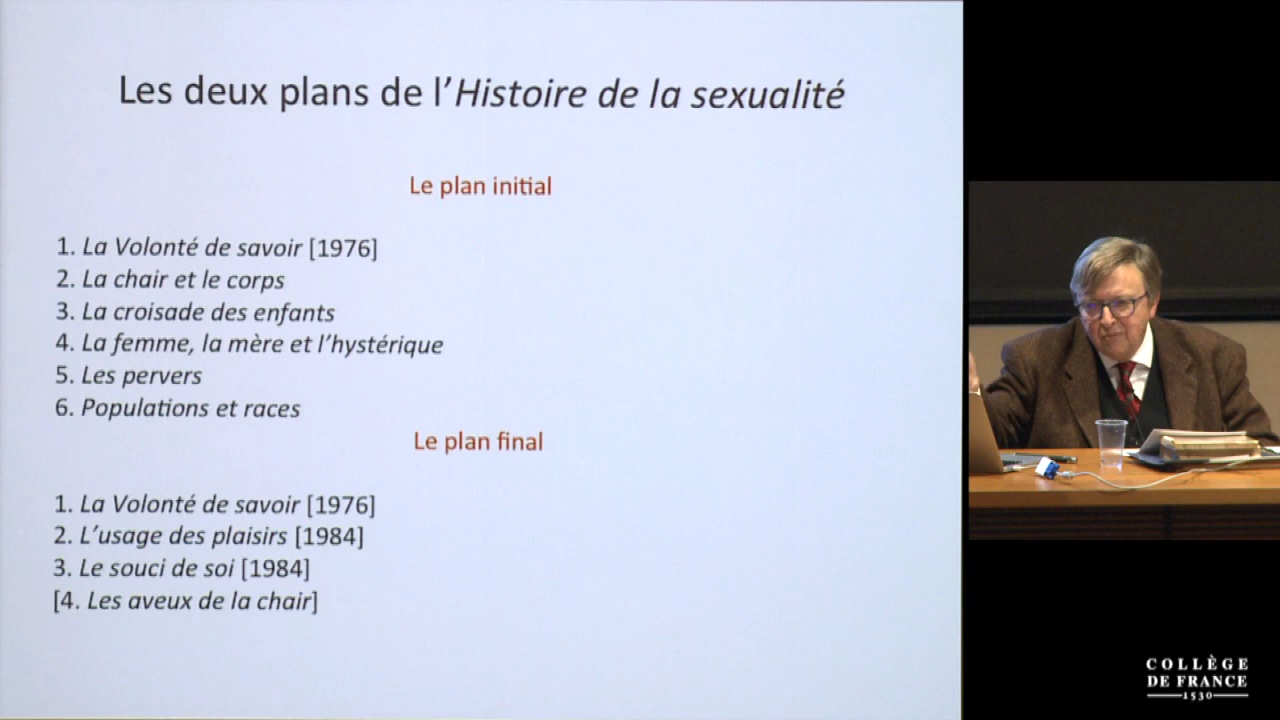 Les deux plans de l’Histoire de la sexualité
Le plan initial
1. La Volonté de savoir [1976]
2. La chair et le corps
3. La croisade des enfants
4. La femme, la mère et l’hystérique
5. Les pervers
6. Populations et races
Le plan final
1. La Volonté de savoir [1976]
2. L’usage des plaisirs [1984]
3. Le souci de soi [1984]
[4. Les aveux de la chair]
COLLÈGE
DE FRANCE
1530